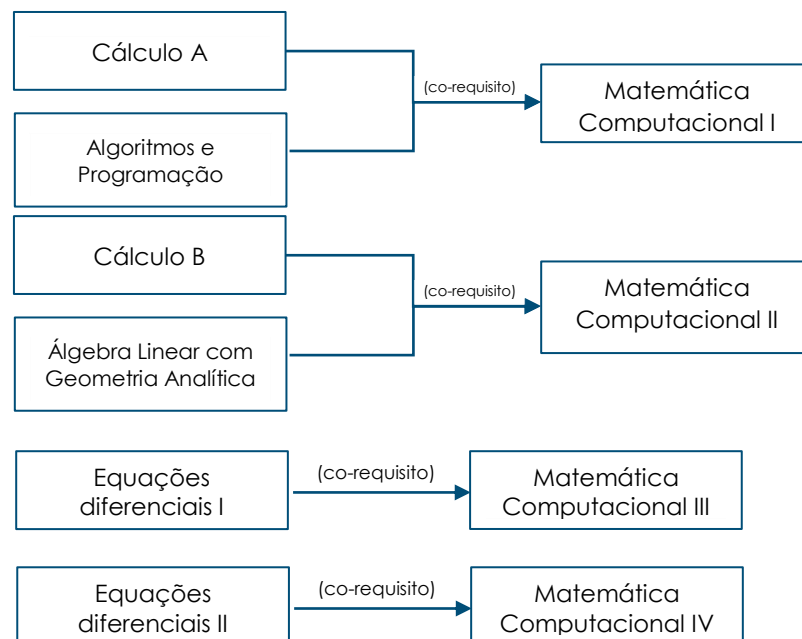 Cálculo A
(co-requisito)
Matemática
Computacional I
Algoritmos e
Programação
Cálculo B
(co-requisito)
Matemática
Computacional II
Álgebra Linear com
Geometria Analítica
Equações
diferenciais I
(co-requisito)
Matemática
Computacional III
Equações
diferenciais II
(co-requisito)
Matemática
Computacional IV